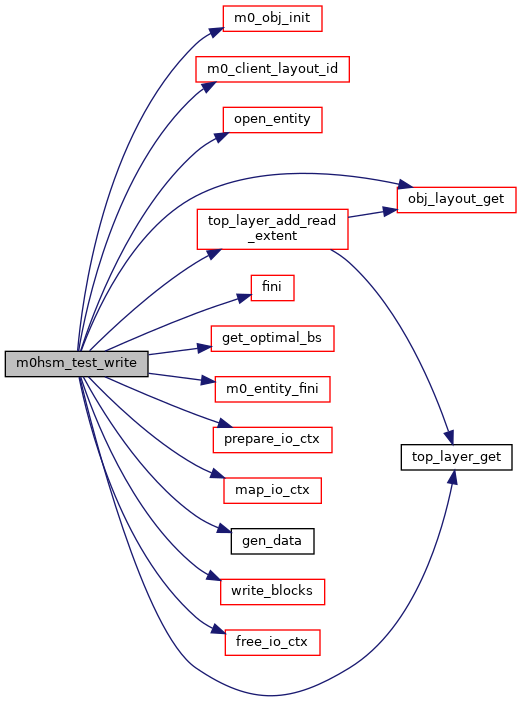 m0_obj_init
m0_client_layout_id
open_entity
obj_layout_get
top_layer_add_read
_extent
fini
get_optimal_bs
m0hsm_test_write
m0_entity_fini
prepare_io_ctx
top_layer_get
map_io_ctx
gen_data
write_blocks
free_io_ctx